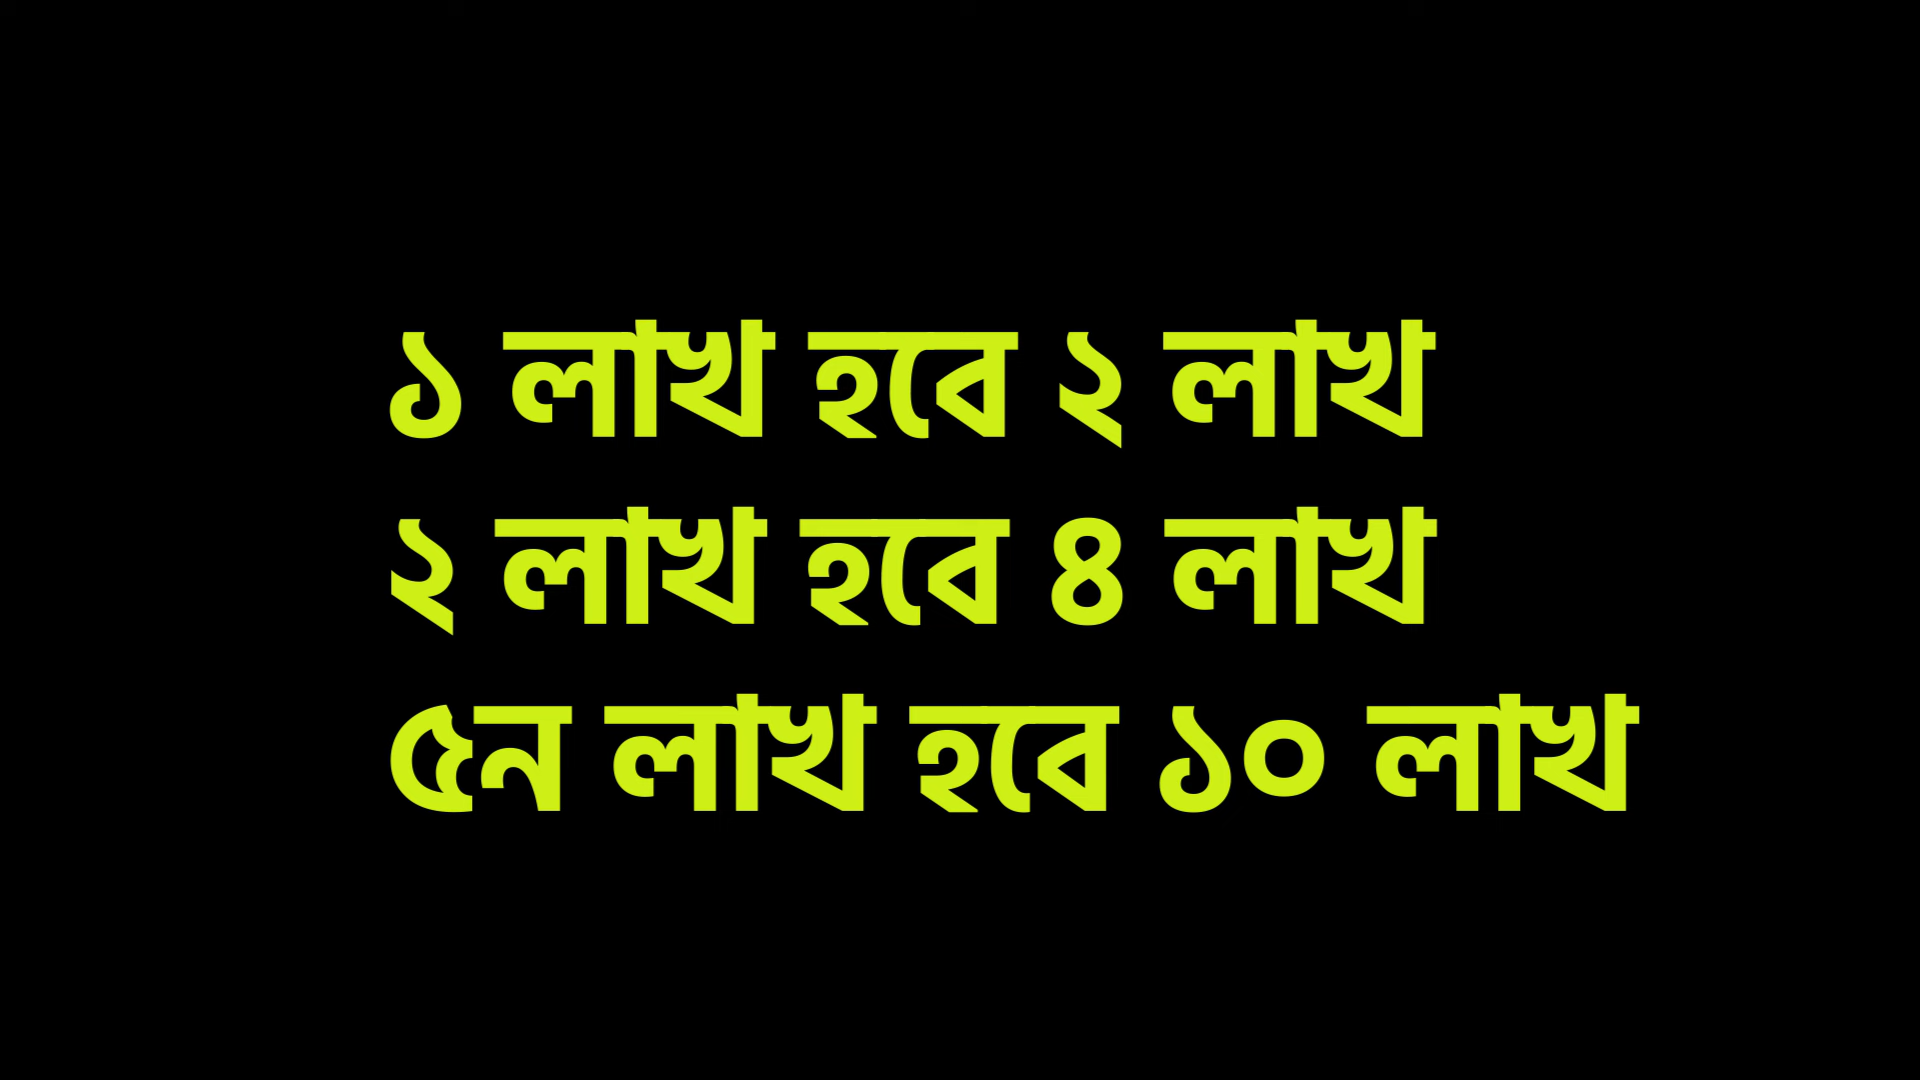 ১ লাখ হবে ২ লাখ
২ লাখ হবে ৪ লাখ
৫ন লাখ হবে ১০ লাখ